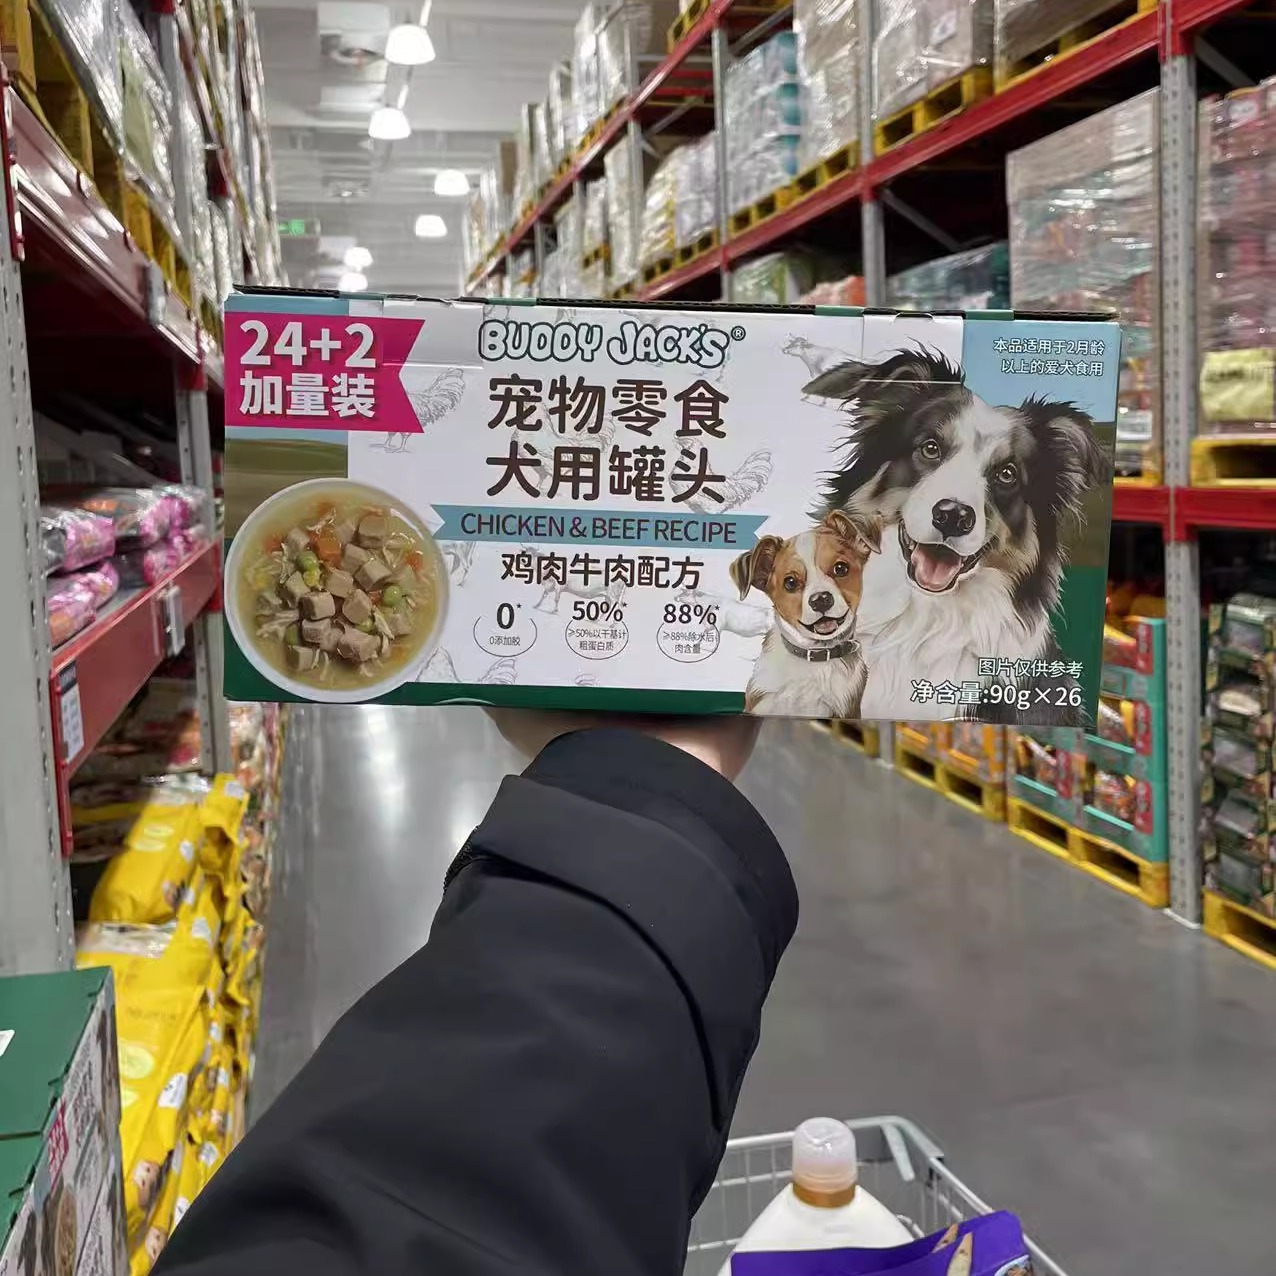 24+2
加量装
BUDDY JACK'S®
宠物零食
犬用罐头
CHICKEN & BEEF RECIPE
鸡肉牛肉配方
0*
0添加胶
50%*
≥50%以干基计
粗蛋白质
88%*
≥88%除水后
肉含量
本品适用于2月龄
以上的爱犬食用
图片仅供参考
净含量:90g×26